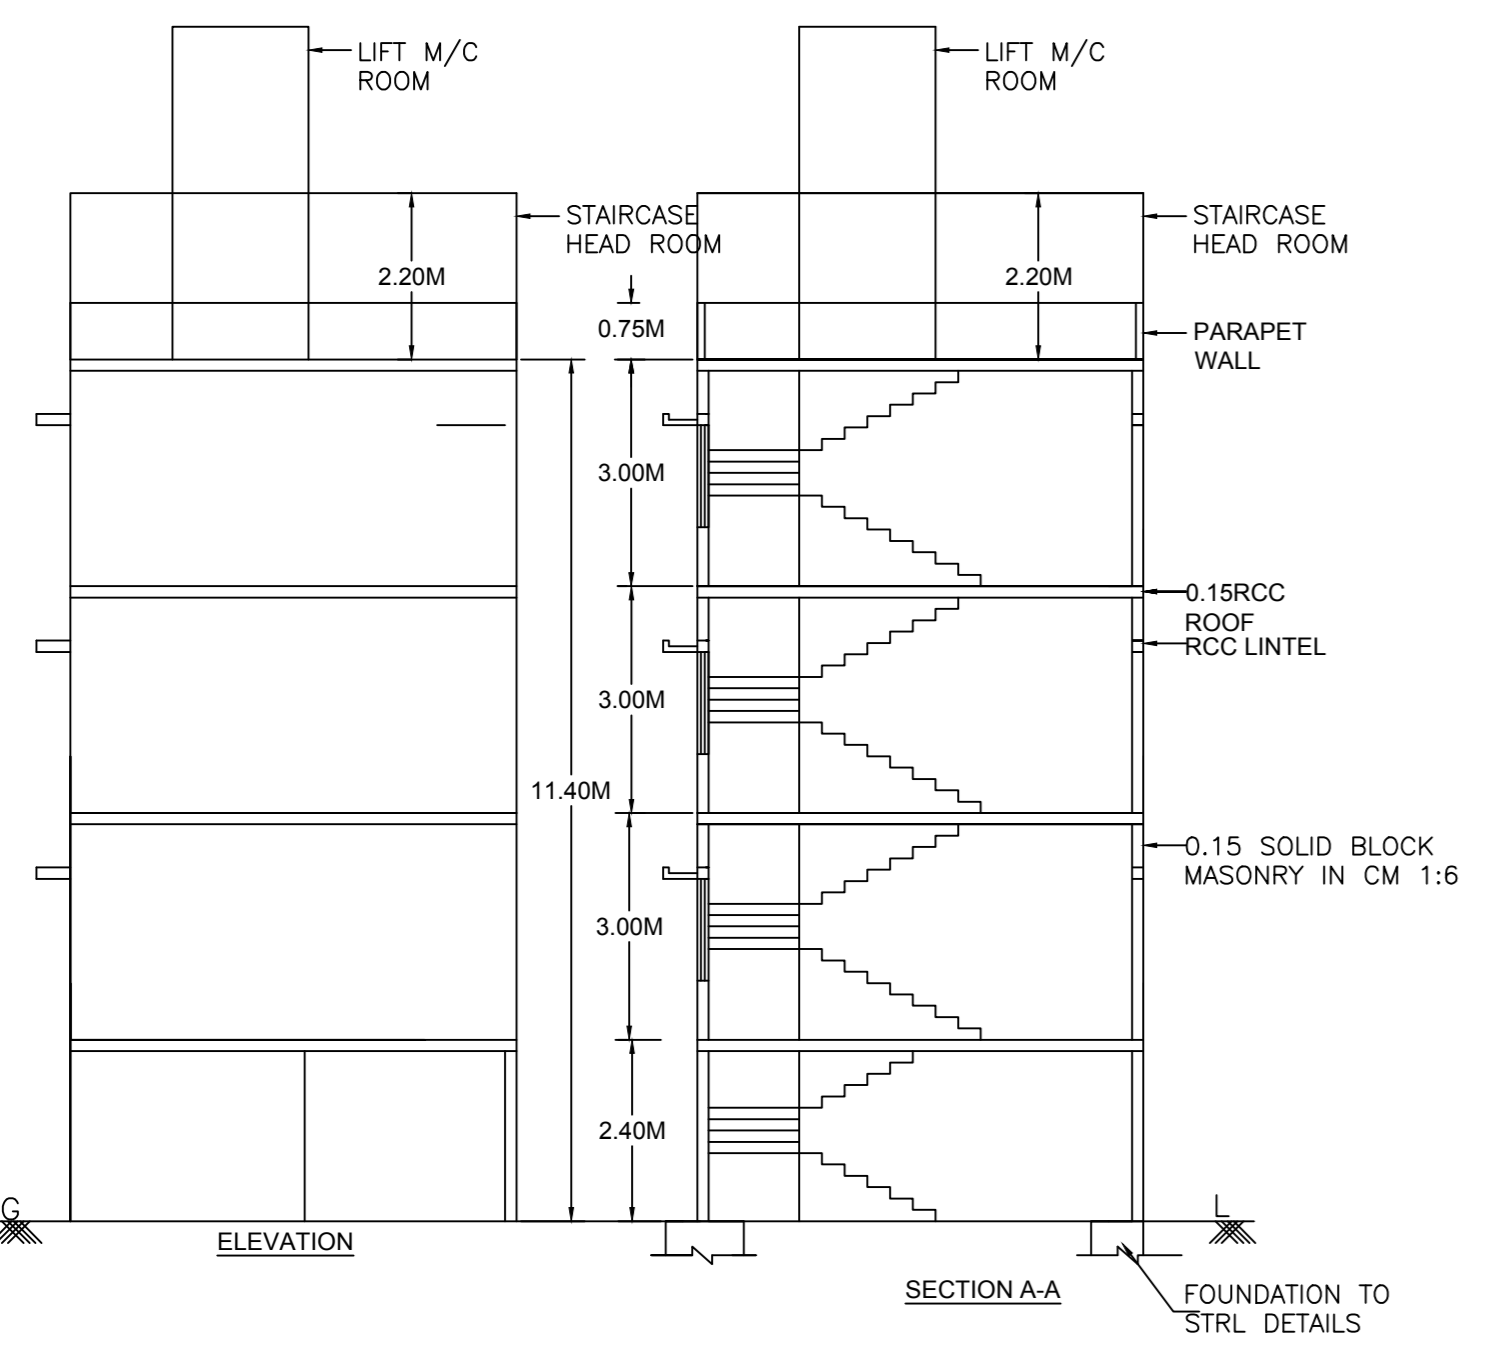 LIFT M/C
ROOM
LIFT M/C
ROOM
STAIRCASE
HEAD ROOM
STAIRCASE
HEAD ROOM
2.20M
2.20M
0.75M
PARAPET
WALL
3.00M
0.15RCC
ROOF
RCC LINTEL
3.00M
11.40M
0.15 SOLID BLOCK
MASONRY IN CM 1:6
3.00M
2.40M
G
L
ELEVATION
SECTION A-A
FOUNDATION TO
STRL DETAILS